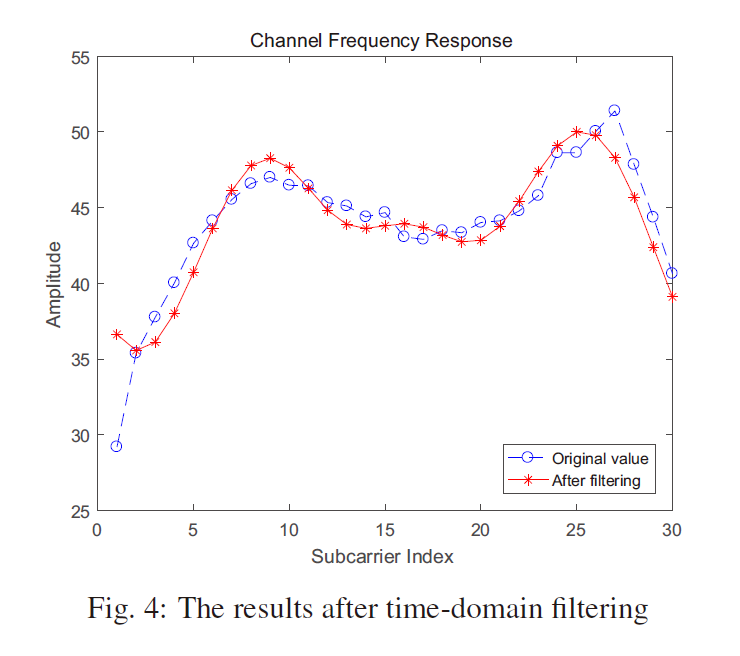 Channel Frequency Response
55
50
45
40
35
30
25
Amplitude
0 5 10 15 20 25 30
Subcarrier Index
Original value
After filtering
Fig. 4: The results after time-domain filtering